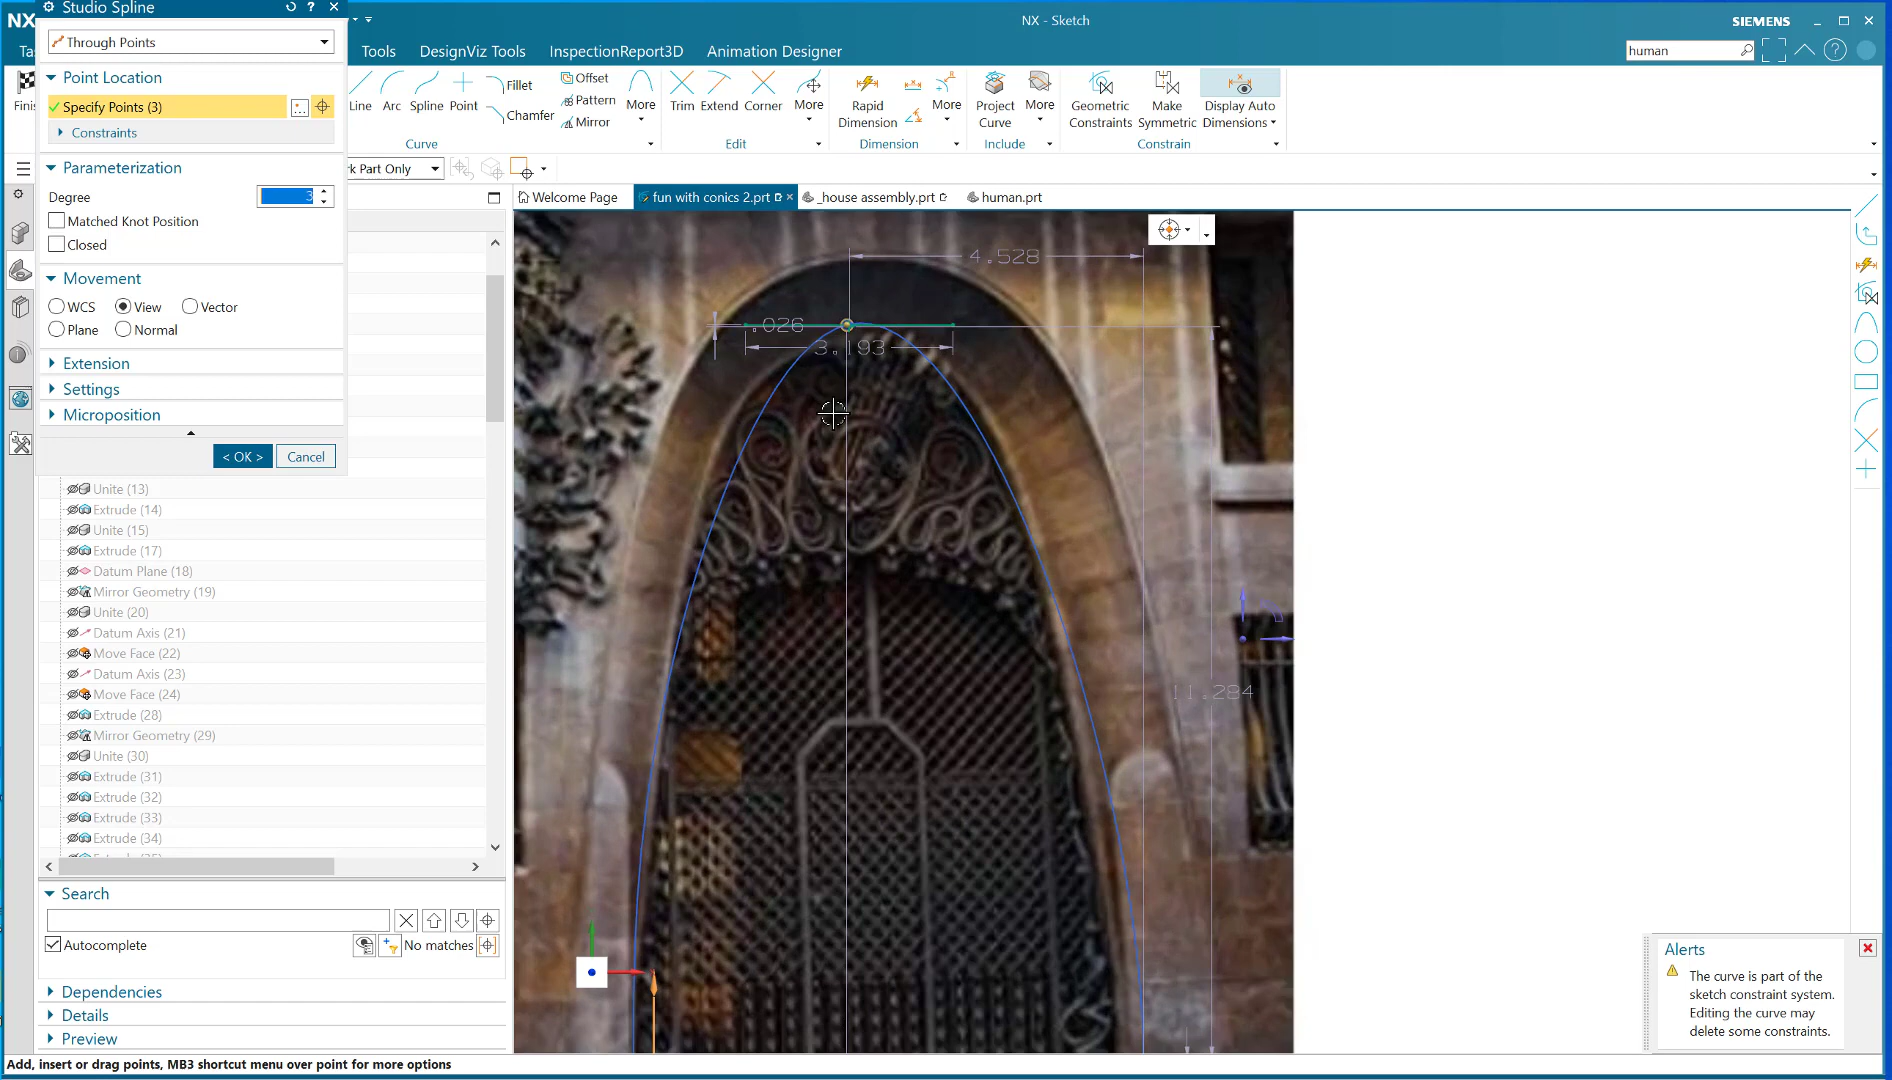 NX
Studio Spline
NX - Sketch
SIEMENS
Through Points
Tools
DesignViz Tools
InspectionReport3D
Animation Designer
human
Point Location
Specify Points (3)
Constraints
Line
Arc
Spline
Point
Fillet
Chamfer
Offset
Pattern
Mirror
More
Trim
Extend
Corner
More
Rapid
Dimension
More
Project
Curve
More
Geometric
Constraints
Make
Symmetric
Display Auto
Dimensions
Curve
Edit
Dimension
Include
Constrain
Parameterization
Degree
3
Matched Knot Position
Closed
Movement
WCS
View
Vector
Plane
Normal
Extension
Settings
Microposition
< OK >
Cancel
rk Part Only
Welcome Page
fun with conics 2.prt
_house assembly.prt
human.prt
4.528
.026
3.193
11.284
Unite (13)
Extrude (14)
Unite (15)
Extrude (17)
Datum Plane (18)
Mirror Geometry (19)
Unite (20)
Datum Axis (21)
Move Face (22)
Datum Axis (23)
Move Face (24)
Extrude (28)
Mirror Geometry (29)
Unite (30)
Extrude (31)
Extrude (32)
Extrude (33)
Extrude (34)
Search
Autocomplete
No matches
Dependencies
Details
Preview
Alerts
The curve is part of the
sketch constraint system.
Editing the curve may
delete some constraints.
Add, insert or drag points, MB3 shortcut menu over point for more options